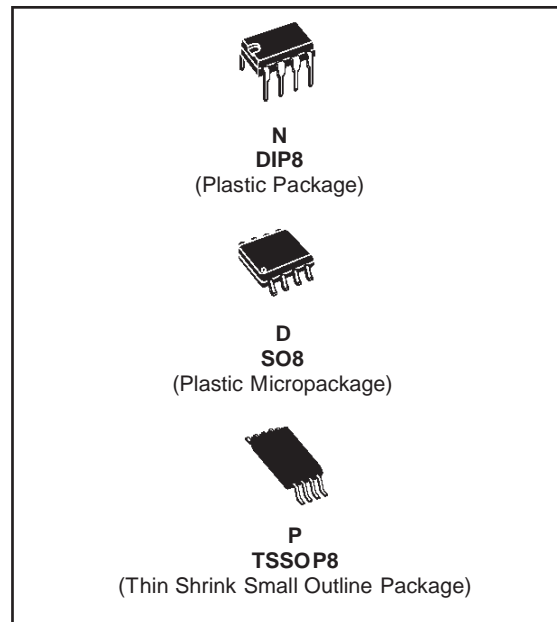 N
DIP8
(Plastic Package)
D
SO8
(Plastic Micropackage)
P
TSSOP8
(Thin Shrink Small Outline Package)